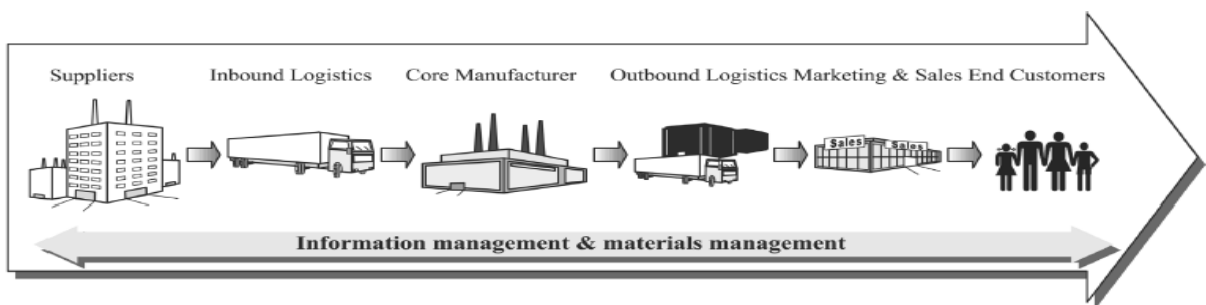 Suppliers Inbound Logistics Core Manufacturer Outbound Logistics Marketing & Sales End Customers
Sales Sales
Information management & materials management